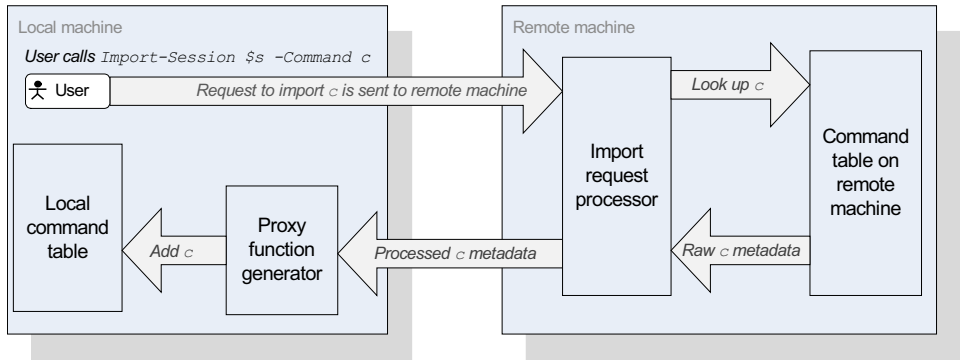 Local machine
Remote machine
User calls Import-Session $s -Command c
User
Request to import c is sent to remote machine
Look up c
Import
request
processor
Command
table on
remote
machine
Local
command
table
Add c
Proxy
function
generator
Processed c metadata
Raw c metadata